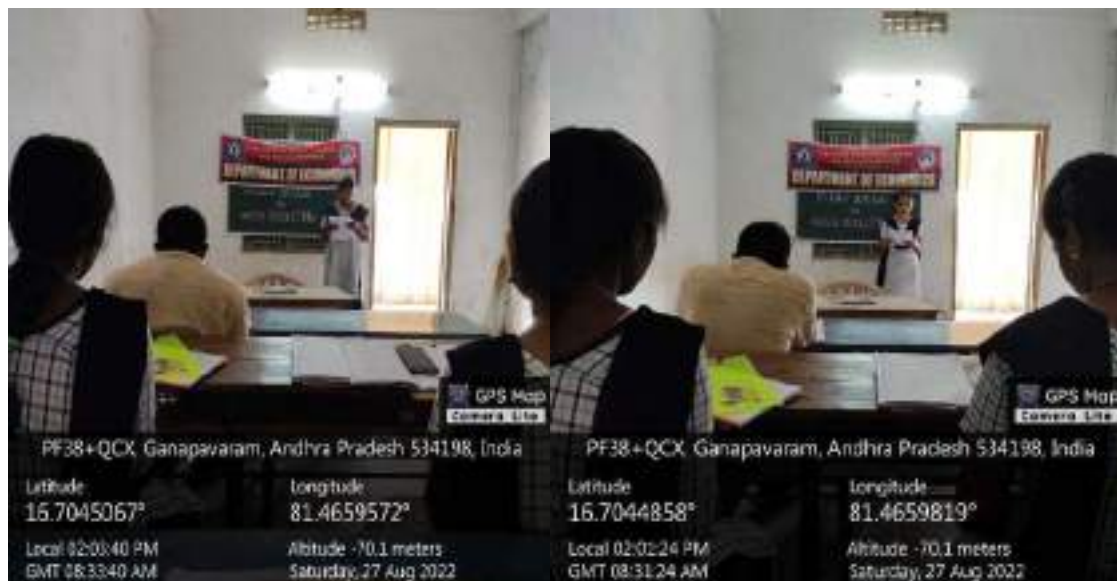 DEPARTMENT OF ECONOMICS
GPS Map
Camera Lite
PF38+QCX, Ganapavaram, Andhra Pradesh 534198, India
Latitude
16.7045067°
Longitude
81.4659572°
Local 02:03:40 PM
GMT 08:33:40 AM
Altitude -70.1 meters
Saturday, 27 Aug 2022
DEPARTMENT OF ECONOMICS
GPS Map
Camera Lite
PF38+QCX, Ganapavaram, Andhra Pradesh 534198, India
Latitude
16.7044858°
Longitude
81.4659819°
Local 02:01:24 PM
GMT 08:31:24 AM
Altitude -70.1 meters
Saturday, 27 Aug 2022